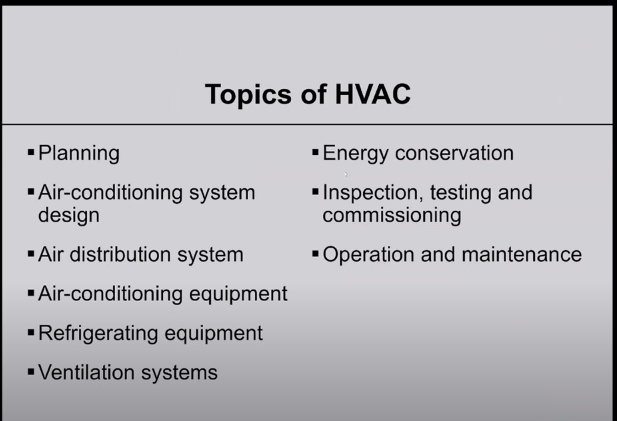 Topics of HVAC
▪Planning
▪Air-conditioning system
design
▪Air distribution system
▪Air-conditioning equipment
▪Refrigerating equipment
▪Ventilation systems
▪Energy conservation
▪Inspection, testing and
commissioning
▪Operation and maintenance